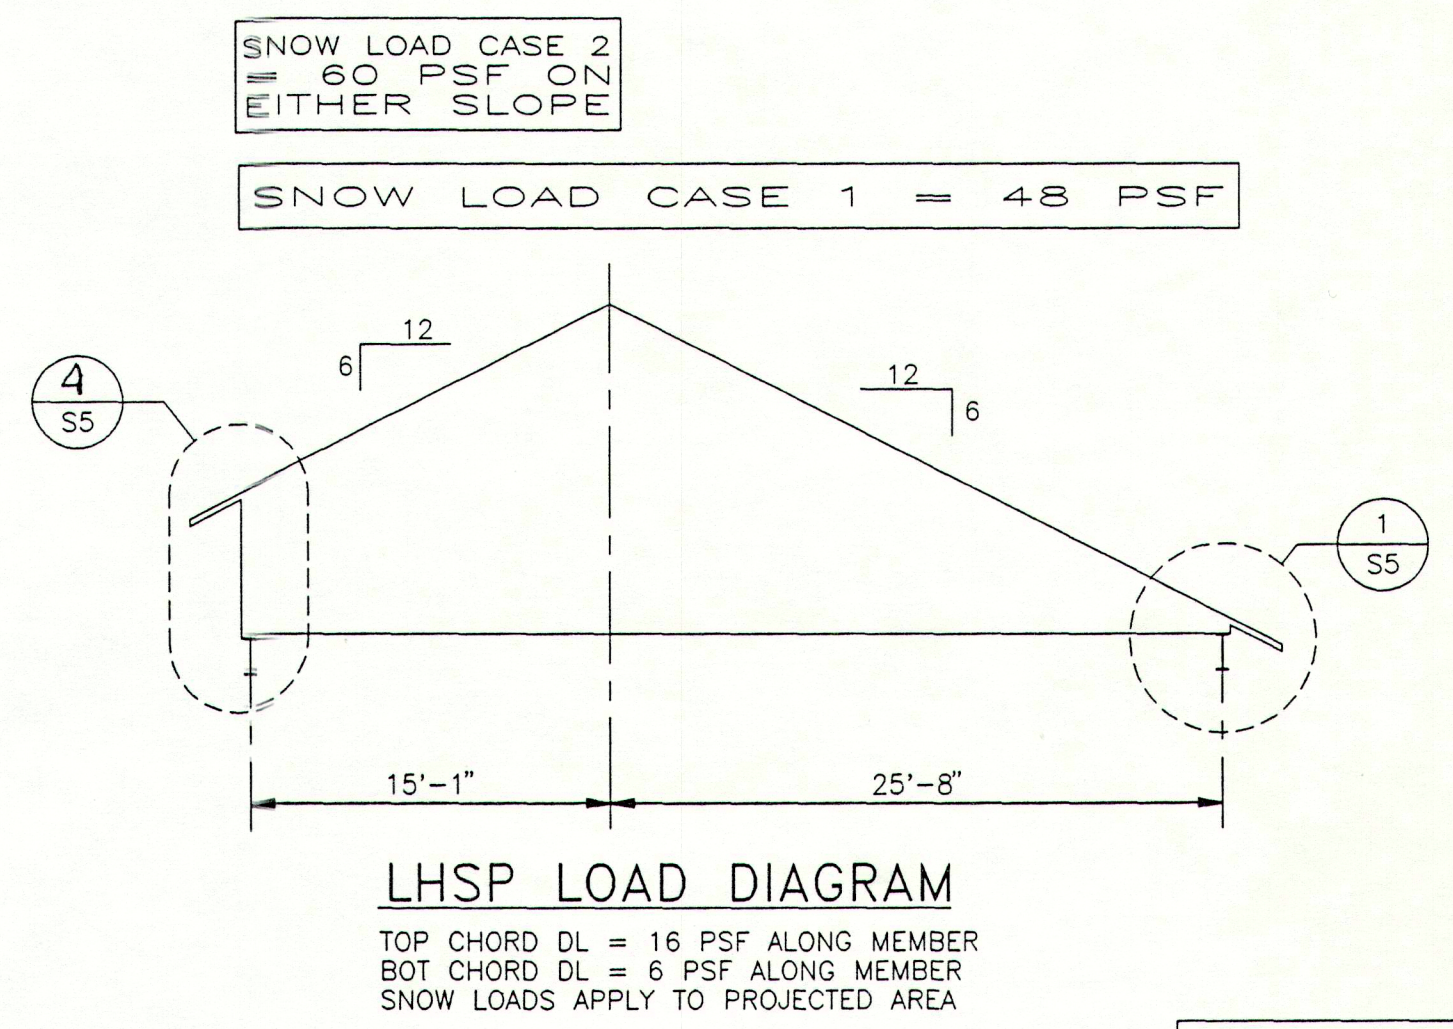 SNOW LOAD CASE 2
= 60 PSF ON
EITHER SLOPE
SNOW LOAD CASE 1 = 48 PSF
12
6
12
6
4
S5
1
S5
15'-1"
25'-8"
LHSP LOAD DIAGRAM
TOP CHORD DL = 16 PSF ALONG MEMBER
BOT CHORD DL = 6 PSF ALONG MEMBER
SNOW LOADS APPLY TO PROJECTED AREA